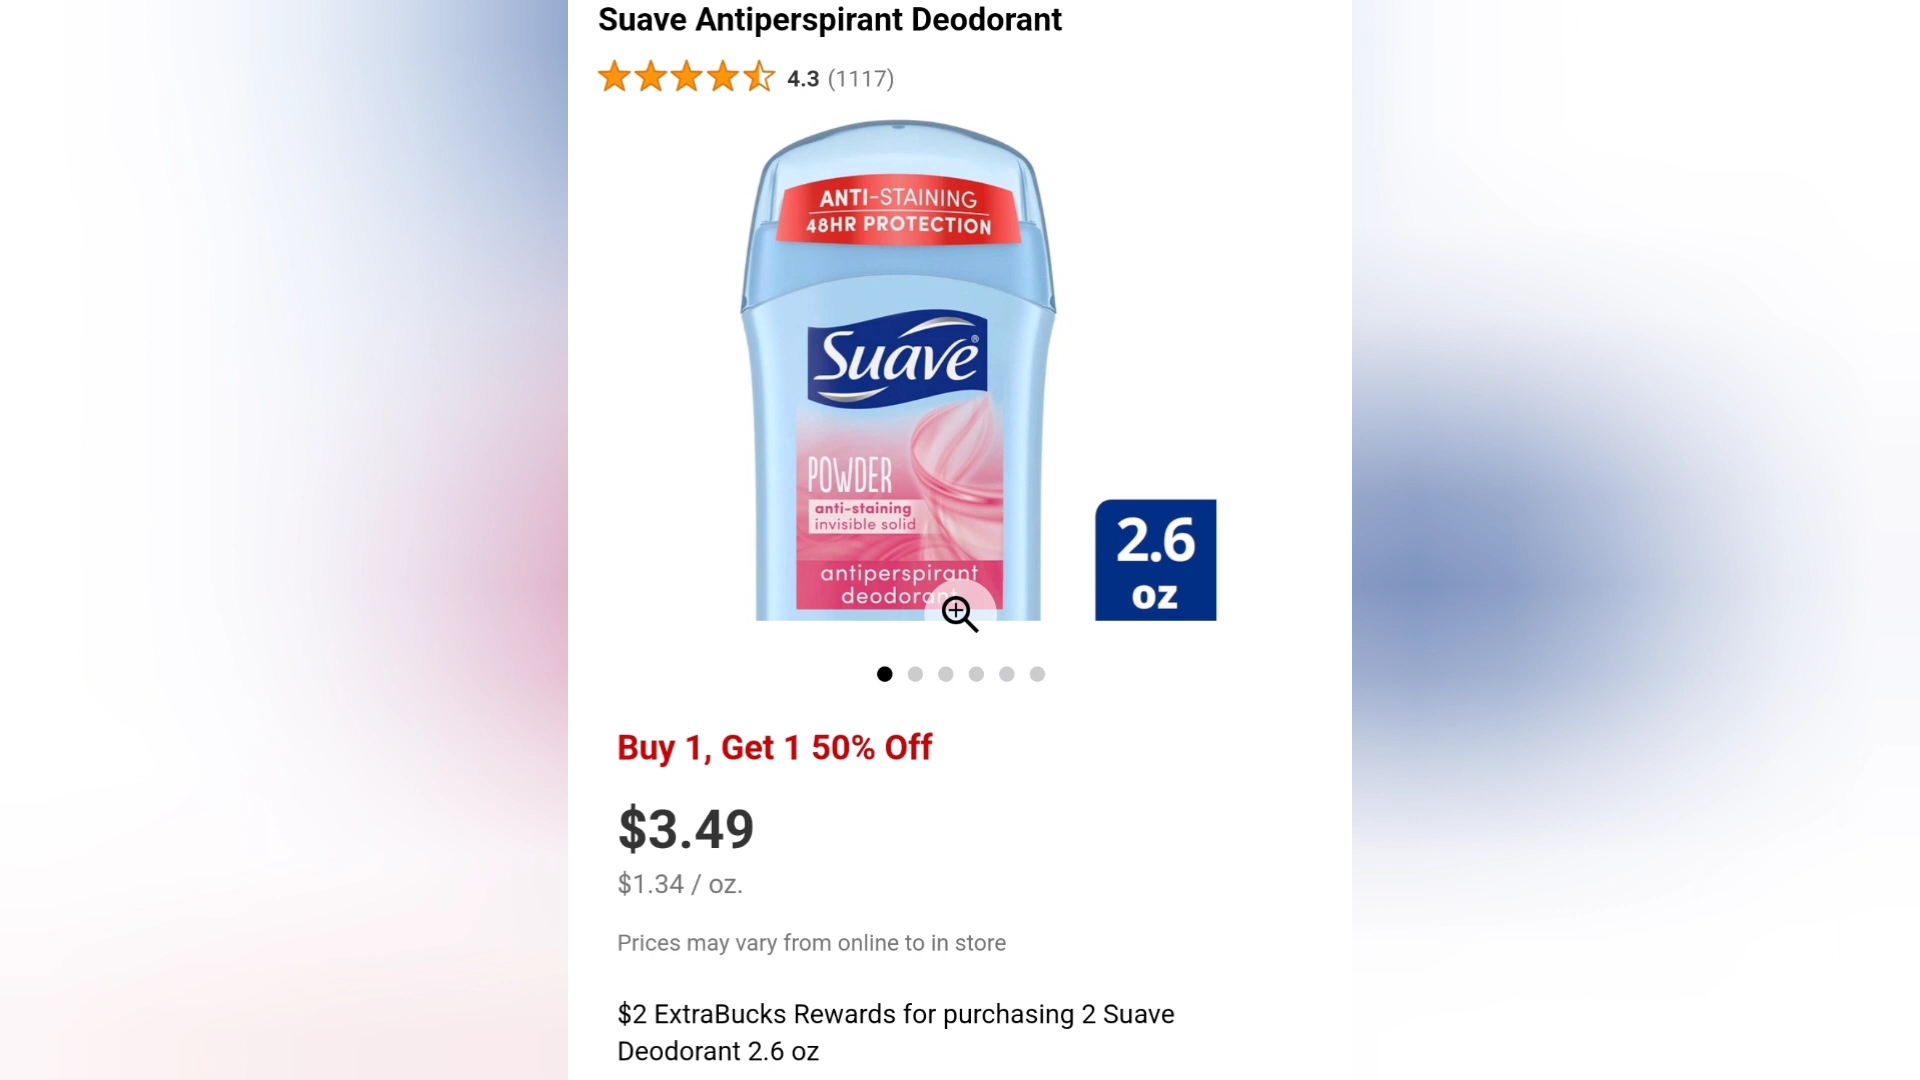 Suave Antiperspirant Deodorant
4.3 (1117)
ANTI-STAINING
48HR PROTECTION
Suave®
POWDER
anti-staining
invisible solid
antiperspirant
deodorant
2.6
oz
Buy 1, Get 1 50% Off
$3.49
$1.34 / oz.
Prices may vary from online to in store
$2 ExtraBucks Rewards for purchasing 2 Suave
Deodorant 2.6 oz